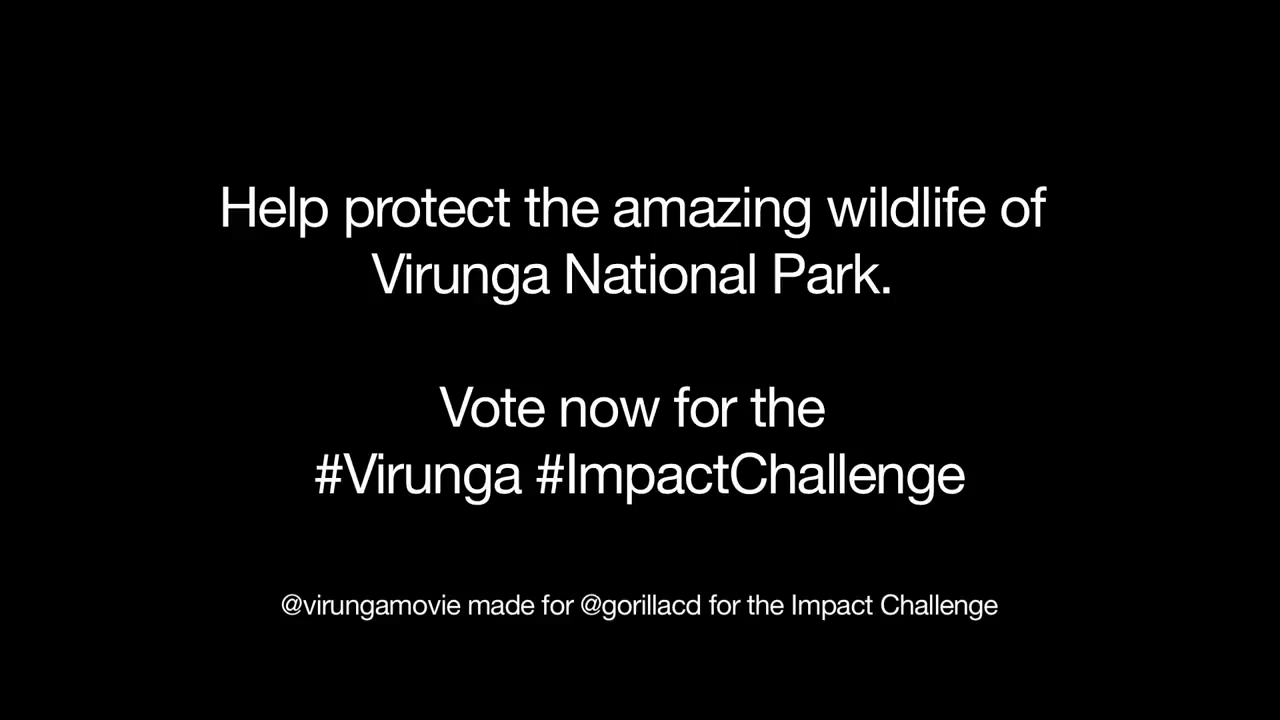 Help protect the amazing wildlife of
Virunga National Park.
Vote now for the
#Virunga #ImpactChallenge
@virungamovie made for @gorillacd for the Impact Challenge